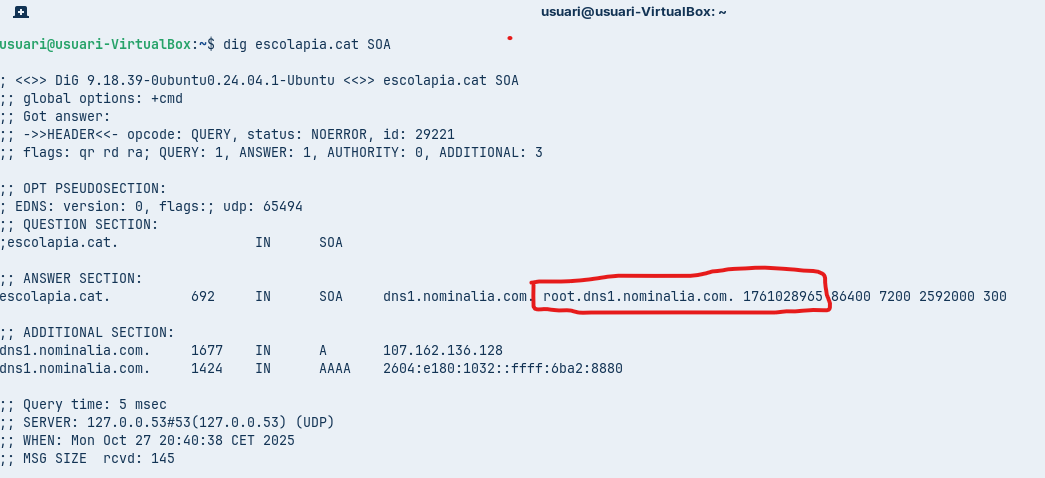 usuari@usuari-VirtualBox: ~
usuari@usuari-VirtualBox:~$ dig escolapia.cat SOA
; <<>> DiG 9.18.39-0ubuntu0.24.04.1-Ubuntu <<>> escolapia.cat SOA
;; global options: +cmd
;; Got answer:
;; ->>HEADER<<- opcode: QUERY, status: NOERROR, id: 29221
;; flags: qr rd ra; QUERY: 1, ANSWER: 1, AUTHORITY: 0, ADDITIONAL: 3
;; OPT PSEUDOSECTION:
; EDNS: version: 0, flags:; udp: 65494
;; QUESTION SECTION:
;escolapia.cat. IN SOA
;; ANSWER SECTION:
escolapia.cat. 692 IN SOA dns1.nominalia.com. root.dns1.nominalia.com. 1761028965 86400 7200 2592000 300
;; ADDITIONAL SECTION:
dns1.nominalia.com. 1677 IN A 107.162.136.128
dns1.nominalia.com. 1424 IN AAAA 2604:e180:1032::ffff:6ba2:8880
;; Query time: 5 msec
;; SERVER: 127.0.0.53#53(127.0.0.53) (UDP)
;; WHEN: Mon Oct 27 20:40:38 CET 2025
;; MSG SIZE rcvd: 145